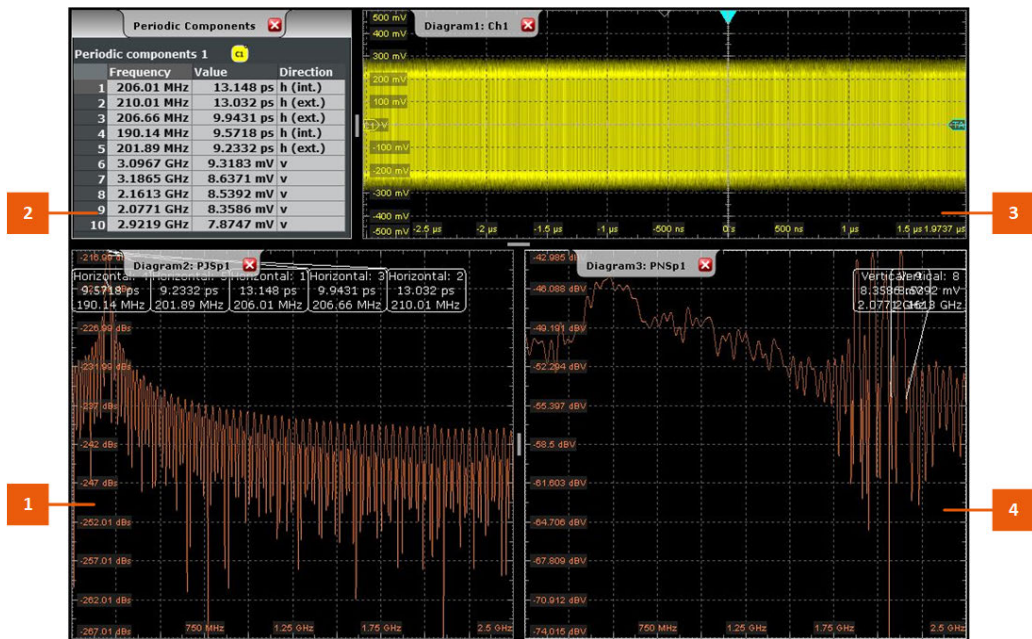 Periodic Components
Periodic components 1 C1
Frequency Value Direction
1 206.01 MHz 13.148 ps h (int.)
2 210.01 MHz 13.032 ps h (ext.)
3 206.66 MHz 9.9431 ps h (ext.)
4 190.14 MHz 9.5718 ps h (int.)
5 201.89 MHz 9.2332 ps h (ext.)
6 3.0967 GHz 9.3183 mV v
7 3.1865 GHz 8.6371 mV v
8 2.1613 GHz 8.5392 mV v
9 2.0771 GHz 8.3586 mV v
10 2.9219 GHz 7.8747 mV v
2
Diagram1: Ch1
500 mV
400 mV
300 mV
200 mV
100 mV
TA
-100 mV
-200 mV
-300 mV
-400 mV
-500 mV
-2.5 µs -2 µs -1.5 µs -1 µs -500 ns 0 s 500 ns 1 µs 1.5 µs 1.9737 µs
3
Diagram2: PJSp1
Horizontal: Horizontal: 1 Horizontal: 3 Horizontal: 2
9.5718 ps 9.2332 ps 13.148 ps 9.9431 ps 13.032 ps
190.14 MHz 201.89 MHz 206.01 MHz 206.66 MHz 210.01 MHz
-226.99 dBs
-231.99 dBs
-237 dBs
-242 dBs
-247 dBs
-252.01 dBs
-257.01 dBs
-262.01 dBs
-267.01 dBs
750 MHz 1.25 GHz 1.75 GHz 2.5 GHz
1
Diagram3: PNSp1
-42.985 dBV
-46.088 dBV
-49.191 dBV
-52.294 dBV
-55.397 dBV
-58.5 dBV
-61.603 dBV
-64.706 dBV
-67.809 dBV
-70.912 dBV
-74.015 dBV
750 MHz 1.25 GHz 1.75 GHz 2.5 GHz
4